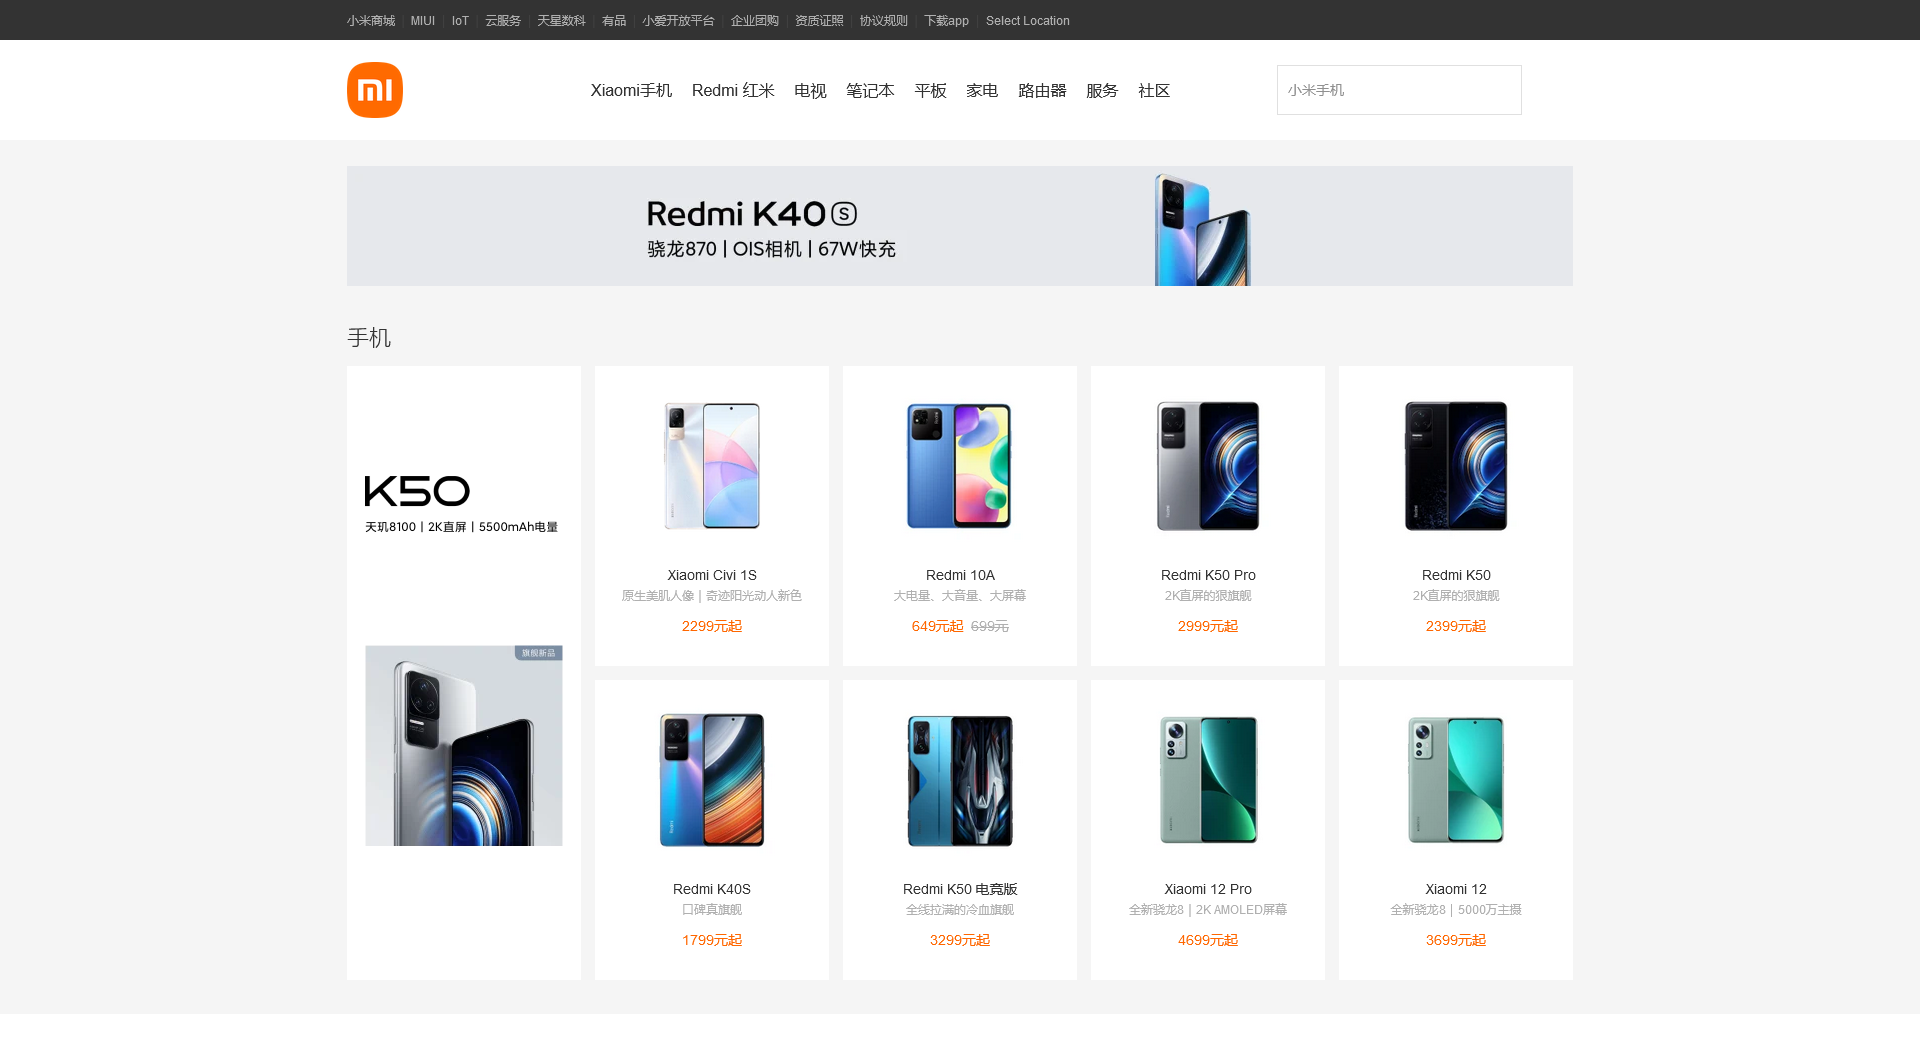 小米商城 | MIUI | IoT | 云服务 | 天星数科 | 有品 | 小爱开放平台 | 企业团购 | 资质证照 | 协议规则 | 下载app | Select Location
mi
Xiaomi手机 Redmi 红米 电视 笔记本 平板 家电 路由器 服务 社区
小米手机
Redmi K40 S
骁龙870 | OIS相机 | 67W快充
手机
K50
天玑8100 | 2K直屏 | 5500mAh电量
旗舰新品
Xiaomi Civi 1S
原生美肌人像 | 奇迹阳光动人新色
2299元起
Redmi 10A
大电量、大音量、大屏幕
649元起 699元
Redmi K50 Pro
2K直屏的狠旗舰
2999元起
Redmi K50
2K直屏的狠旗舰
2399元起
Redmi K40S
口碑真旗舰
1799元起
Redmi K50 电竞版
全线拉满的冷血旗舰
3299元起
Xiaomi 12 Pro
全新骁龙8 | 2K AMOLED屏幕
4699元起
Xiaomi 12
全新骁龙8 | 5000万主摄
3699元起